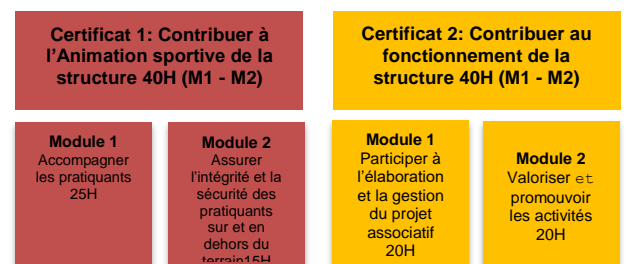 Certificat 1: Contribuer à
l’Animation sportive de la
structure 40H (M1 - M2)
Certificat 2: Contribuer au
fonctionnement de la
structure 40H (M1 - M2)
Module 1
Accompagner
les pratiquants
25H
Module 2
Assurer
l’intégrité et la
sécurité des
pratiquants
sur et en
dehors du
terrain15H
Module 1
Participer à
l’élaboration
et la gestion
du projet
associatif
20H
Module 2
Valoriser et
promouvoir
les activités
20H